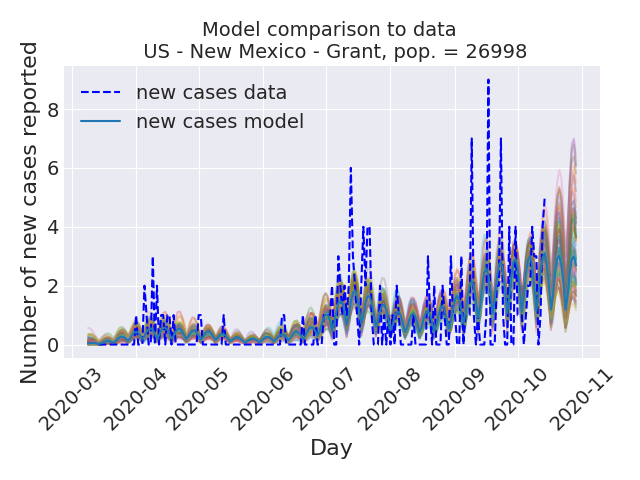 Model comparison to data
US - New Mexico - Grant, pop. = 26998
new cases data
new cases model
Number of new cases reported
8
6
4
2
0
2020-03
2020-04
2020-05
2020-06
2020-07
2020-08
2020-09
2020-10
2020-11
Day